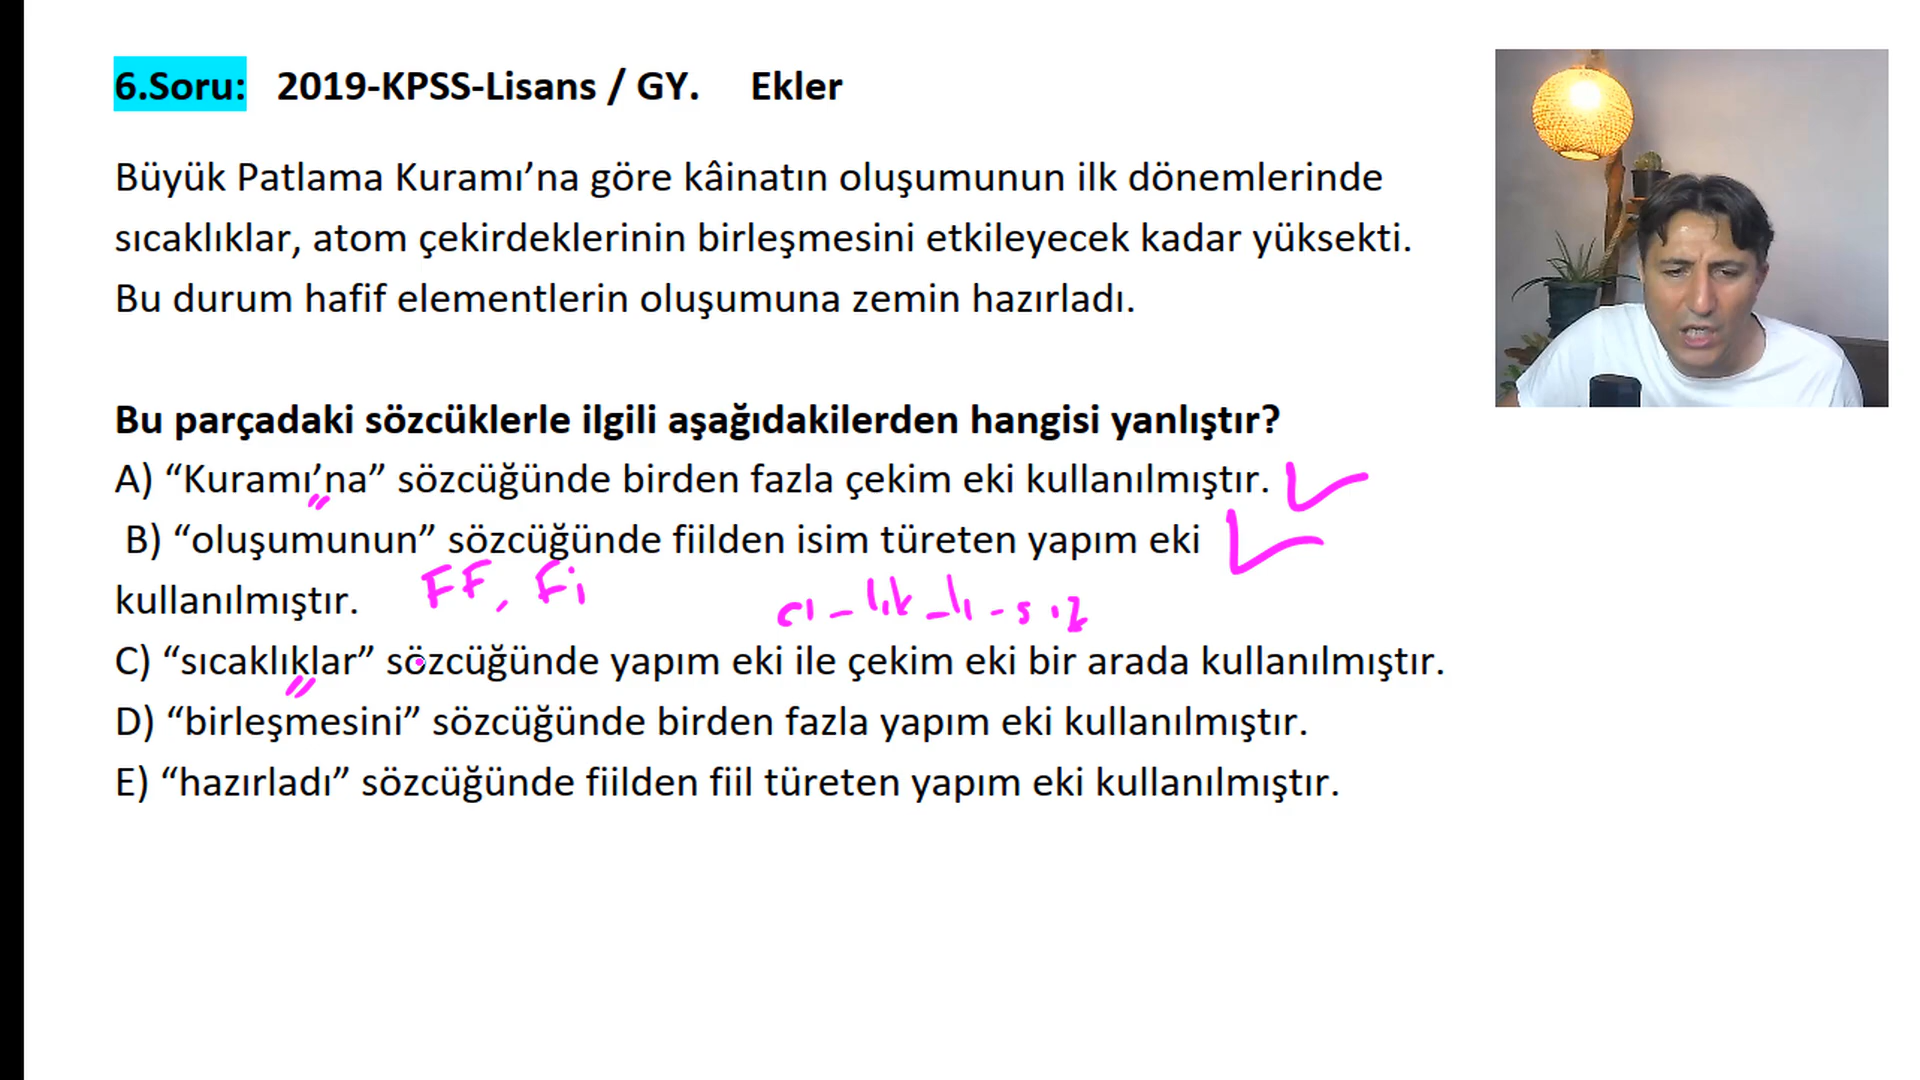 6.Soru: 2019-KPSS-Lisans / GY. Ekler
Büyük Patlama Kuramı’na göre kâinatın oluşumunun ilk dönemlerinde
sıcaklıklar, atom çekirdeklerinin birleşmesini etkileyecek kadar yüksekti.
Bu durum hafif elementlerin oluşumuna zemin hazırladı.
Bu parçadaki sözcüklerle ilgili aşağıdakilerden hangisi yanlıştır?
A) “Kuramı’na” sözcüğünde birden fazla çekim eki kullanılmıştır.
B) “oluşumunun” sözcüğünde fiilden isim türeten yapım eki
kullanılmıştır.
FF, Fi
cı - lık - lı - sız
C) “sıcaklıklar” sözcüğünde yapım eki ile çekim eki bir arada kullanılmıştır.
D) “birleşmesini” sözcüğünde birden fazla yapım eki kullanılmıştır.
E) “hazırladı” sözcüğünde fiilden fiil türeten yapım eki kullanılmıştır.